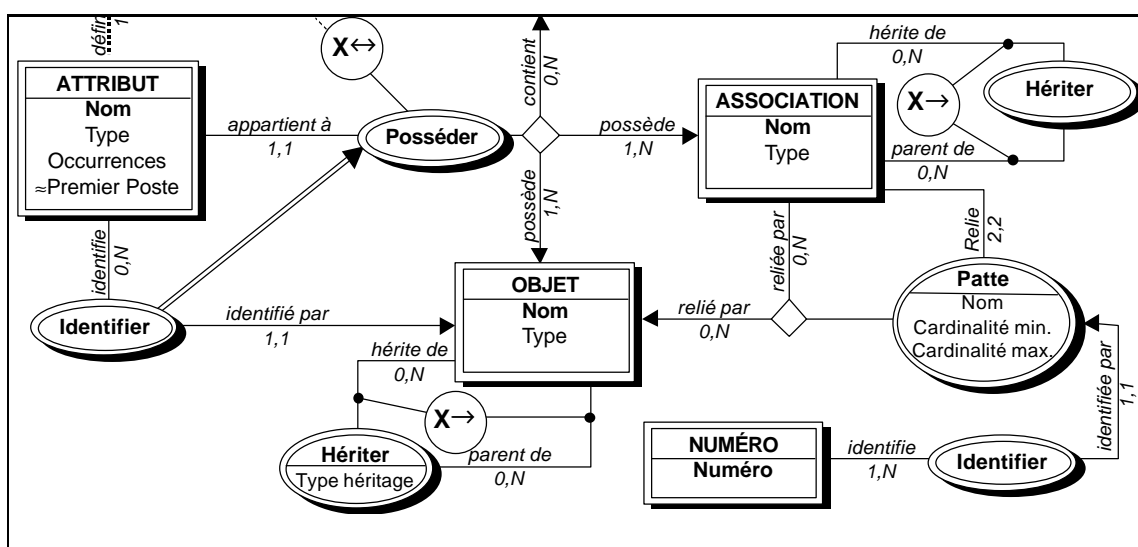 défin
1
X↔
contient
0,N
hérite de
0,N
ATTRIBUT
Nom
Type
Occurrences
≈Premier Poste
appartient à
1,1
Posséder
possède
1,N
ASSOCIATION
Nom
Type
X→
Hériter
parent de
0,N
possède
1,N
identifie
0,N
reliée par
0,N
Relie
2,2
Identifier
identifié par
1,1
OBJET
Nom
Type
relié par
0,N
Patte
Nom
Cardinalité min.
Cardinalité max.
hérite de
0,N
X→
Hériter
Type héritage
parent de
0,N
NUMÉRO
Numéro
identifie
1,N
Identifier
identifiée par
1,1